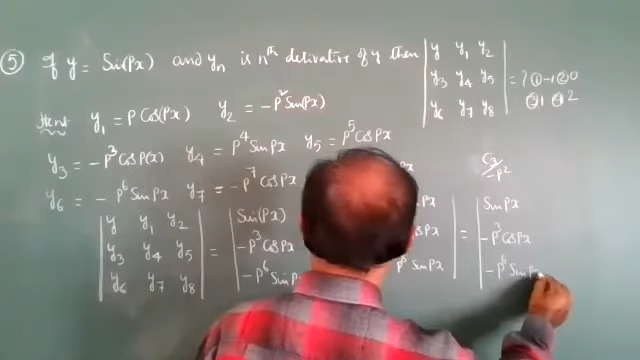 ⑤ If y = Sin(Px) and yₙ is nᵗʰ derivative of y then | y y₁ y₂ |
| y₃ y₄ y₅ | = ? ① -1 ② 0
| y₆ y₇ y₈ | ③ 1 ④ 2
Hint y₁ = P Cos(Px) y₂ = -P² Sin(Px)
y₃ = -P³ Cos P(x) y₄ = P⁴ Sin Px y₅ = P⁵ Cos Px
y₆ = - P⁶ Sin Px y₇ = -P⁷ Cos Px
C₃/-P²
| y y₁ y₂ | | Sin(Px) | | Sin Px
| y₃ y₄ y₅ | = | -P³ Cos Px | = | -P³ Cos Px
| y₆ y₇ y₈ | | -P⁶ Sin P⁸ Sin Px | | -P⁶ Sin Px